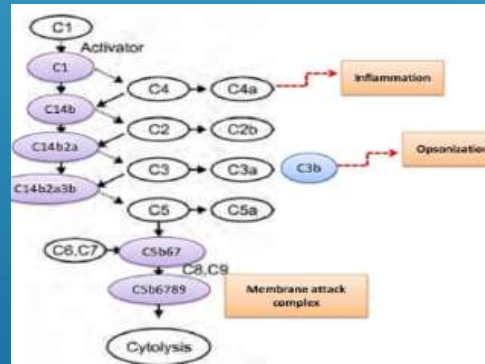 C1
Activator
C1
C4 C4a Inflammation
C14b
C2 C2b
C14b2a
C3 C3a C3b Opsonization
C14b2a3b
C5 C5a
C6,C7 C5b67
C8,C9
C5b6789 Membrane attack
complex
Cytolysis